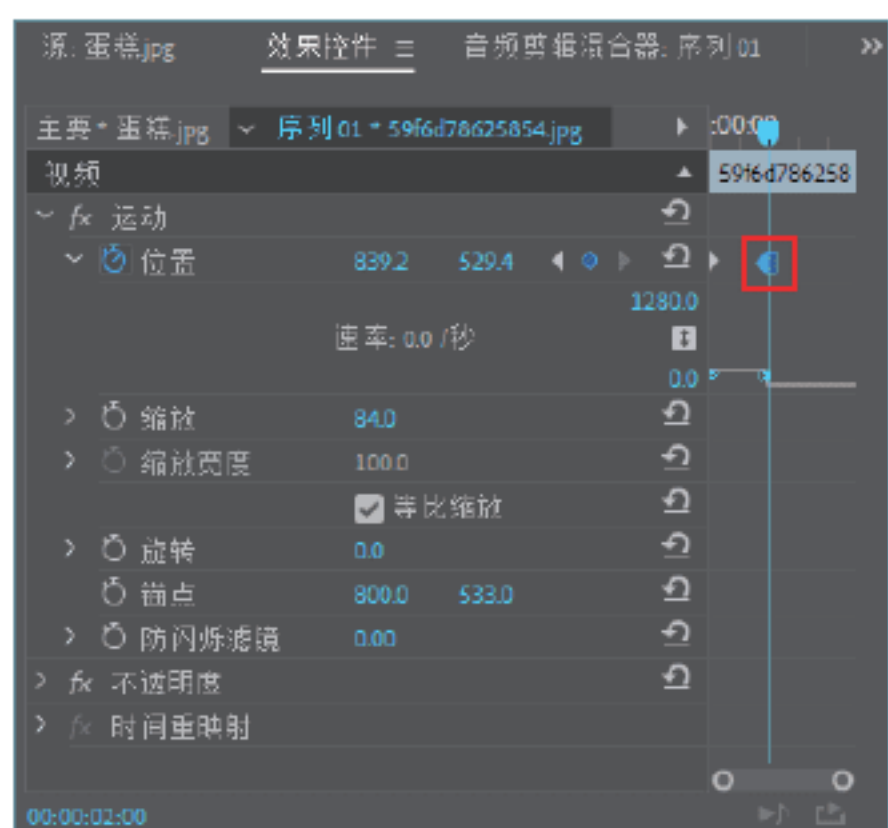 源: 蛋糕.jpg 效果控件 音频剪辑混合器: 序列 01
主要 * 蛋糕.jpg 序列 01 * 59f6d78625854.jpg :00:00
视频 59f6d786258
fx 运动
位置 839.2 529.4
1280.0
速率: 0.0 /秒
0.0
缩放 84.0
缩放宽度 100.0
等比缩放
旋转 0.0
锚点 800.0 533.0
防闪烁滤镜 0.00
fx 不透明度
fx 时间重映射
00:00:02:00